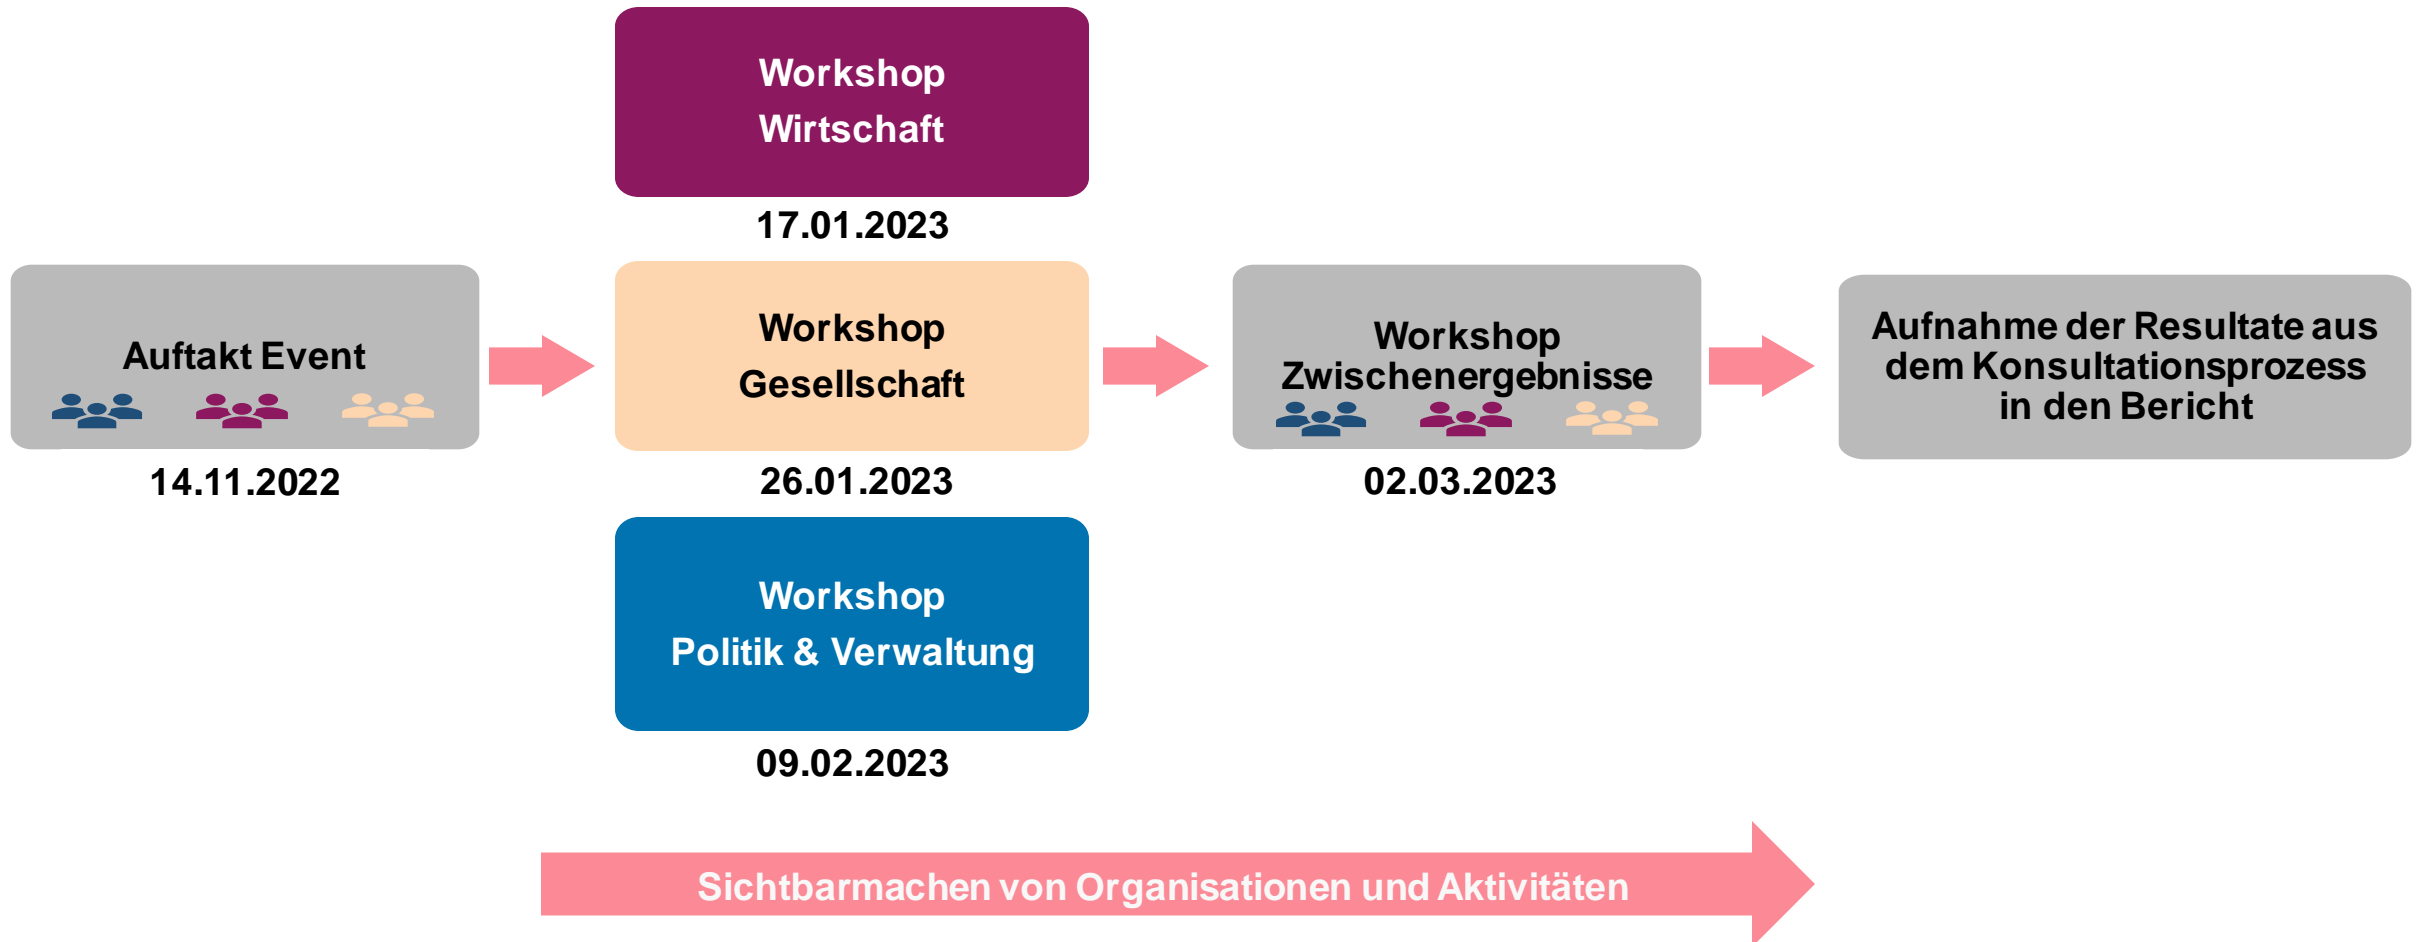 Workshop
Wirtschaft
17.01.2023
Auftakt Event
14.11.2022
Workshop
Gesellschaft
26.01.2023
Workshop
Zwischenergebnisse
02.03.2023
Aufnahme der Resultate aus
dem Konsultationsprozess
in den Bericht
Workshop
Politik & Verwaltung
09.02.2023
Sichtbarmachen von Organisationen und Aktivitäten